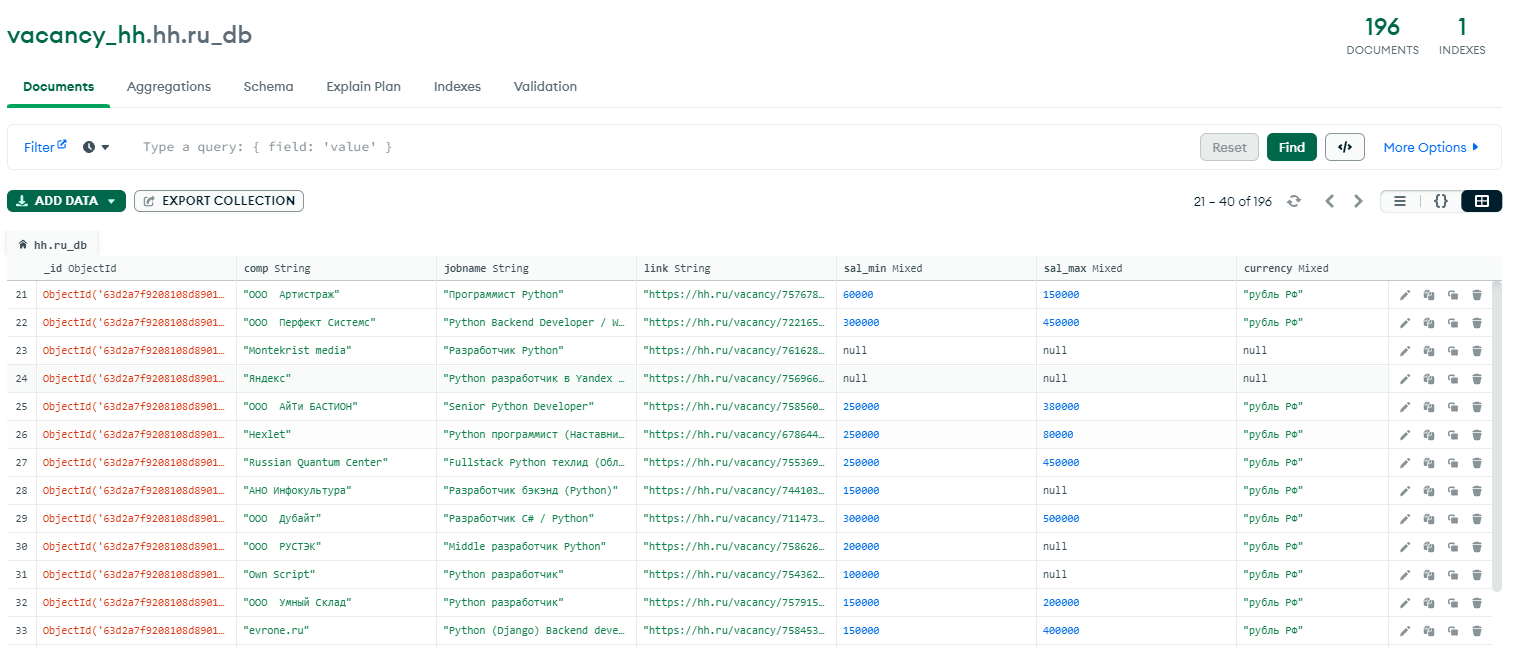 vacancy_hh.hh.ru_db
196 1
DOCUMENTS INDEXES
Documents Aggregations Schema Explain Plan Indexes Validation
Filter Type a query: { field: 'value' } Reset Find </> More Options
ADD DATA EXPORT COLLECTION 21 – 40 of 196 {}
hh.ru_db
_id ObjectId comp String jobname String link String sal_min Mixed sal_max Mixed currency Mixed
21 ObjectId('63d2a7f9208108d8901… "ООО Артистраж" "Программист Python" "https://hh.ru/vacancy/757678… 60000 150000 "рубль РФ"
22 ObjectId('63d2a7f9208108d8901… "ООО Перфект Системс" "Python Backend Developer / W… "https://hh.ru/vacancy/722165… 300000 450000 "рубль РФ"
23 ObjectId('63d2a7f9208108d8901… "Montekrist media" "Разработчик Python" "https://hh.ru/vacancy/761628… null null null
24 ObjectId('63d2a7f9208108d8901… "Яндекс" "Python разработчик в Yandex … "https://hh.ru/vacancy/756966… null null null
25 ObjectId('63d2a7f9208108d8901… "ООО АйТи БАСТИОН" "Senior Python Developer" "https://hh.ru/vacancy/758560… 250000 380000 "рубль РФ"
26 ObjectId('63d2a7f9208108d8901… "Hexlet" "Python программист (Наставни… "https://hh.ru/vacancy/678644… 250000 80000 "рубль РФ"
27 ObjectId('63d2a7f9208108d8901… "Russian Quantum Center" "Fullstack Python техлид (Обл… "https://hh.ru/vacancy/755369… 250000 450000 "рубль РФ"
28 ObjectId('63d2a7f9208108d8901… "АНО Инфокультура" "Разработчик бэкэнд (Python)" "https://hh.ru/vacancy/744103… 150000 null "рубль РФ"
29 ObjectId('63d2a7f9208108d8901… "ООО Дубайт" "Разработчик C# / Python" "https://hh.ru/vacancy/711473… 300000 500000 "рубль РФ"
30 ObjectId('63d2a7f9208108d8901… "ООО РУСТЭК" "Middle разработчик Python" "https://hh.ru/vacancy/758626… 200000 null "рубль РФ"
31 ObjectId('63d2a7f9208108d8901… "Own Script" "Python разработчик" "https://hh.ru/vacancy/754362… 100000 null "рубль РФ"
32 ObjectId('63d2a7f9208108d8901… "ООО Умный Склад" "Python разработчик" "https://hh.ru/vacancy/757915… 150000 200000 "рубль РФ"
33 ObjectId('63d2a7f9208108d8901… "evrone.ru" "Python (Django) Backend deve… "https://hh.ru/vacancy/758453… 150000 400000 "рубль РФ"